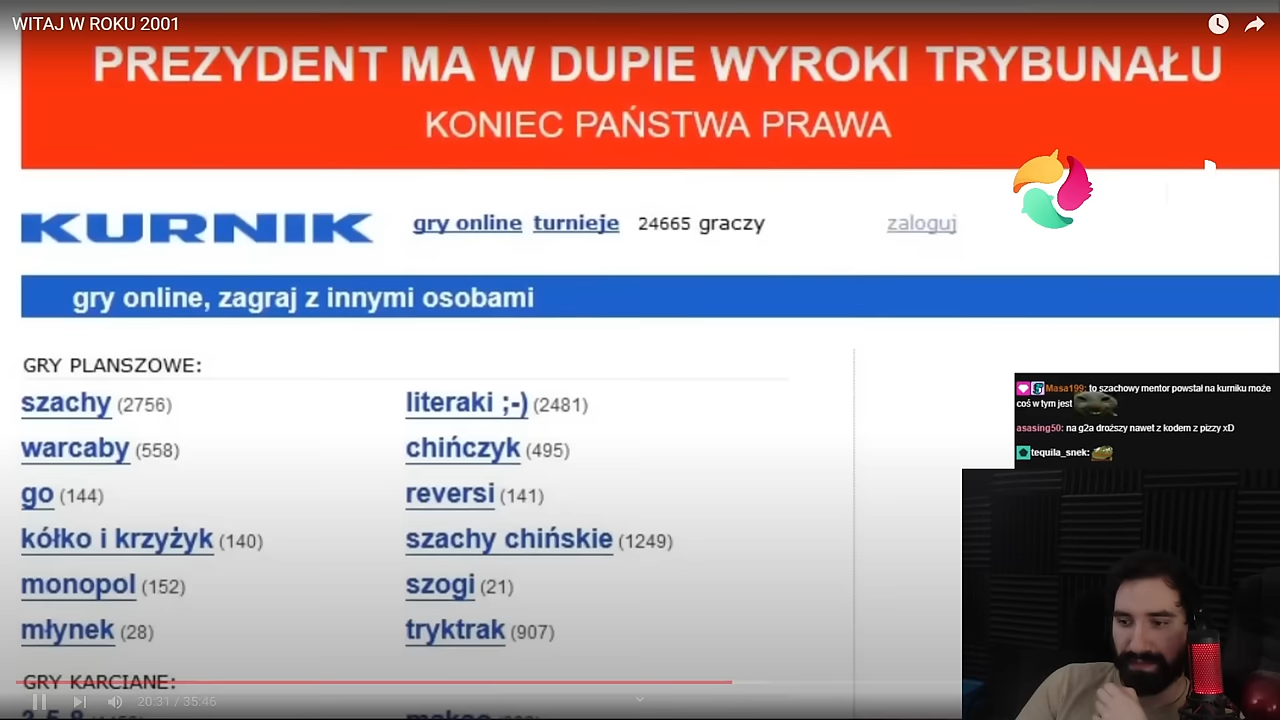 WITAJ W ROKU 2001
PREZYDENT MA W DUPIE WYROKI TRYBUNAŁU
KONIEC PAŃSTWA PRAWA
KURNIK gry online turnieje 24665 graczy zaloguj
gry online, zagraj z innymi osobami
GRY PLANSZOWE:
szachy (2756) literaki ;-) (2481)
warcaby (558) chińczyk (495)
go (144) reversi (141)
kółko i krzyżyk (140) szachy chińskie (1249)
monopol (152) szogi (21)
młynek (28) tryktrak (907)
GRY KARCIANE:
makao
20:31 / 35:46
Masa199: to szachowy mentor powstał na kurniku może
coś w tym jest
asasing50: na g2a droższy nawet z kodem z pizzy xD
tequila_snek: